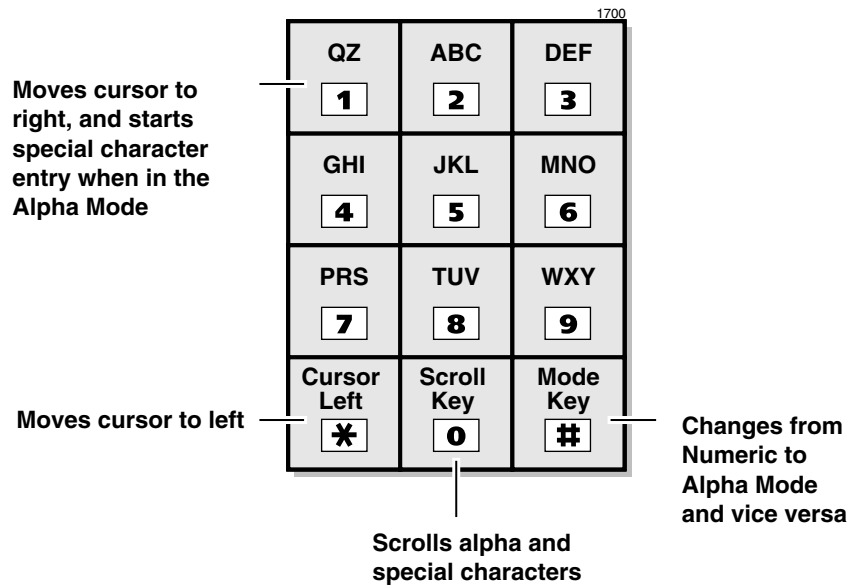 1700
QZ ABC DEF
1 2 3
Moves cursor to
right, and starts
special character
entry when in the
Alpha Mode
GHI JKL MNO
4 5 6
PRS TUV WXY
7 8 9
Cursor
Left
Scroll
Key
Mode
Key
* 0 #
Moves cursor to left
Changes from
Numeric to
Alpha Mode
and vice versa
Scrolls alpha and
special characters